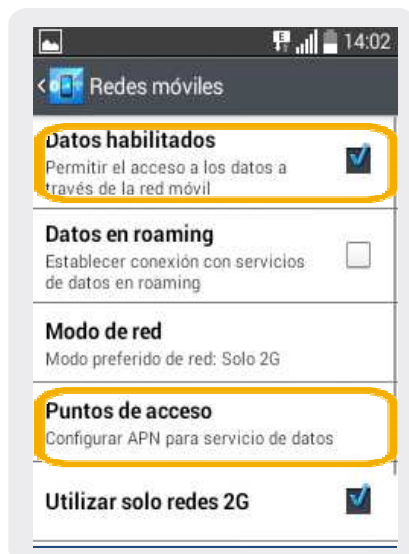 14:02
Redes móviles
Datos habilitados
Permitir el acceso a los datos a
través de la red móvil
Datos en roaming
Establecer conexión con servicios
de datos en roaming
Modo de red
Modo preferido de red: Solo 2G
Puntos de acceso
Configurar APN para servicio de datos
Utilizar solo redes 2G